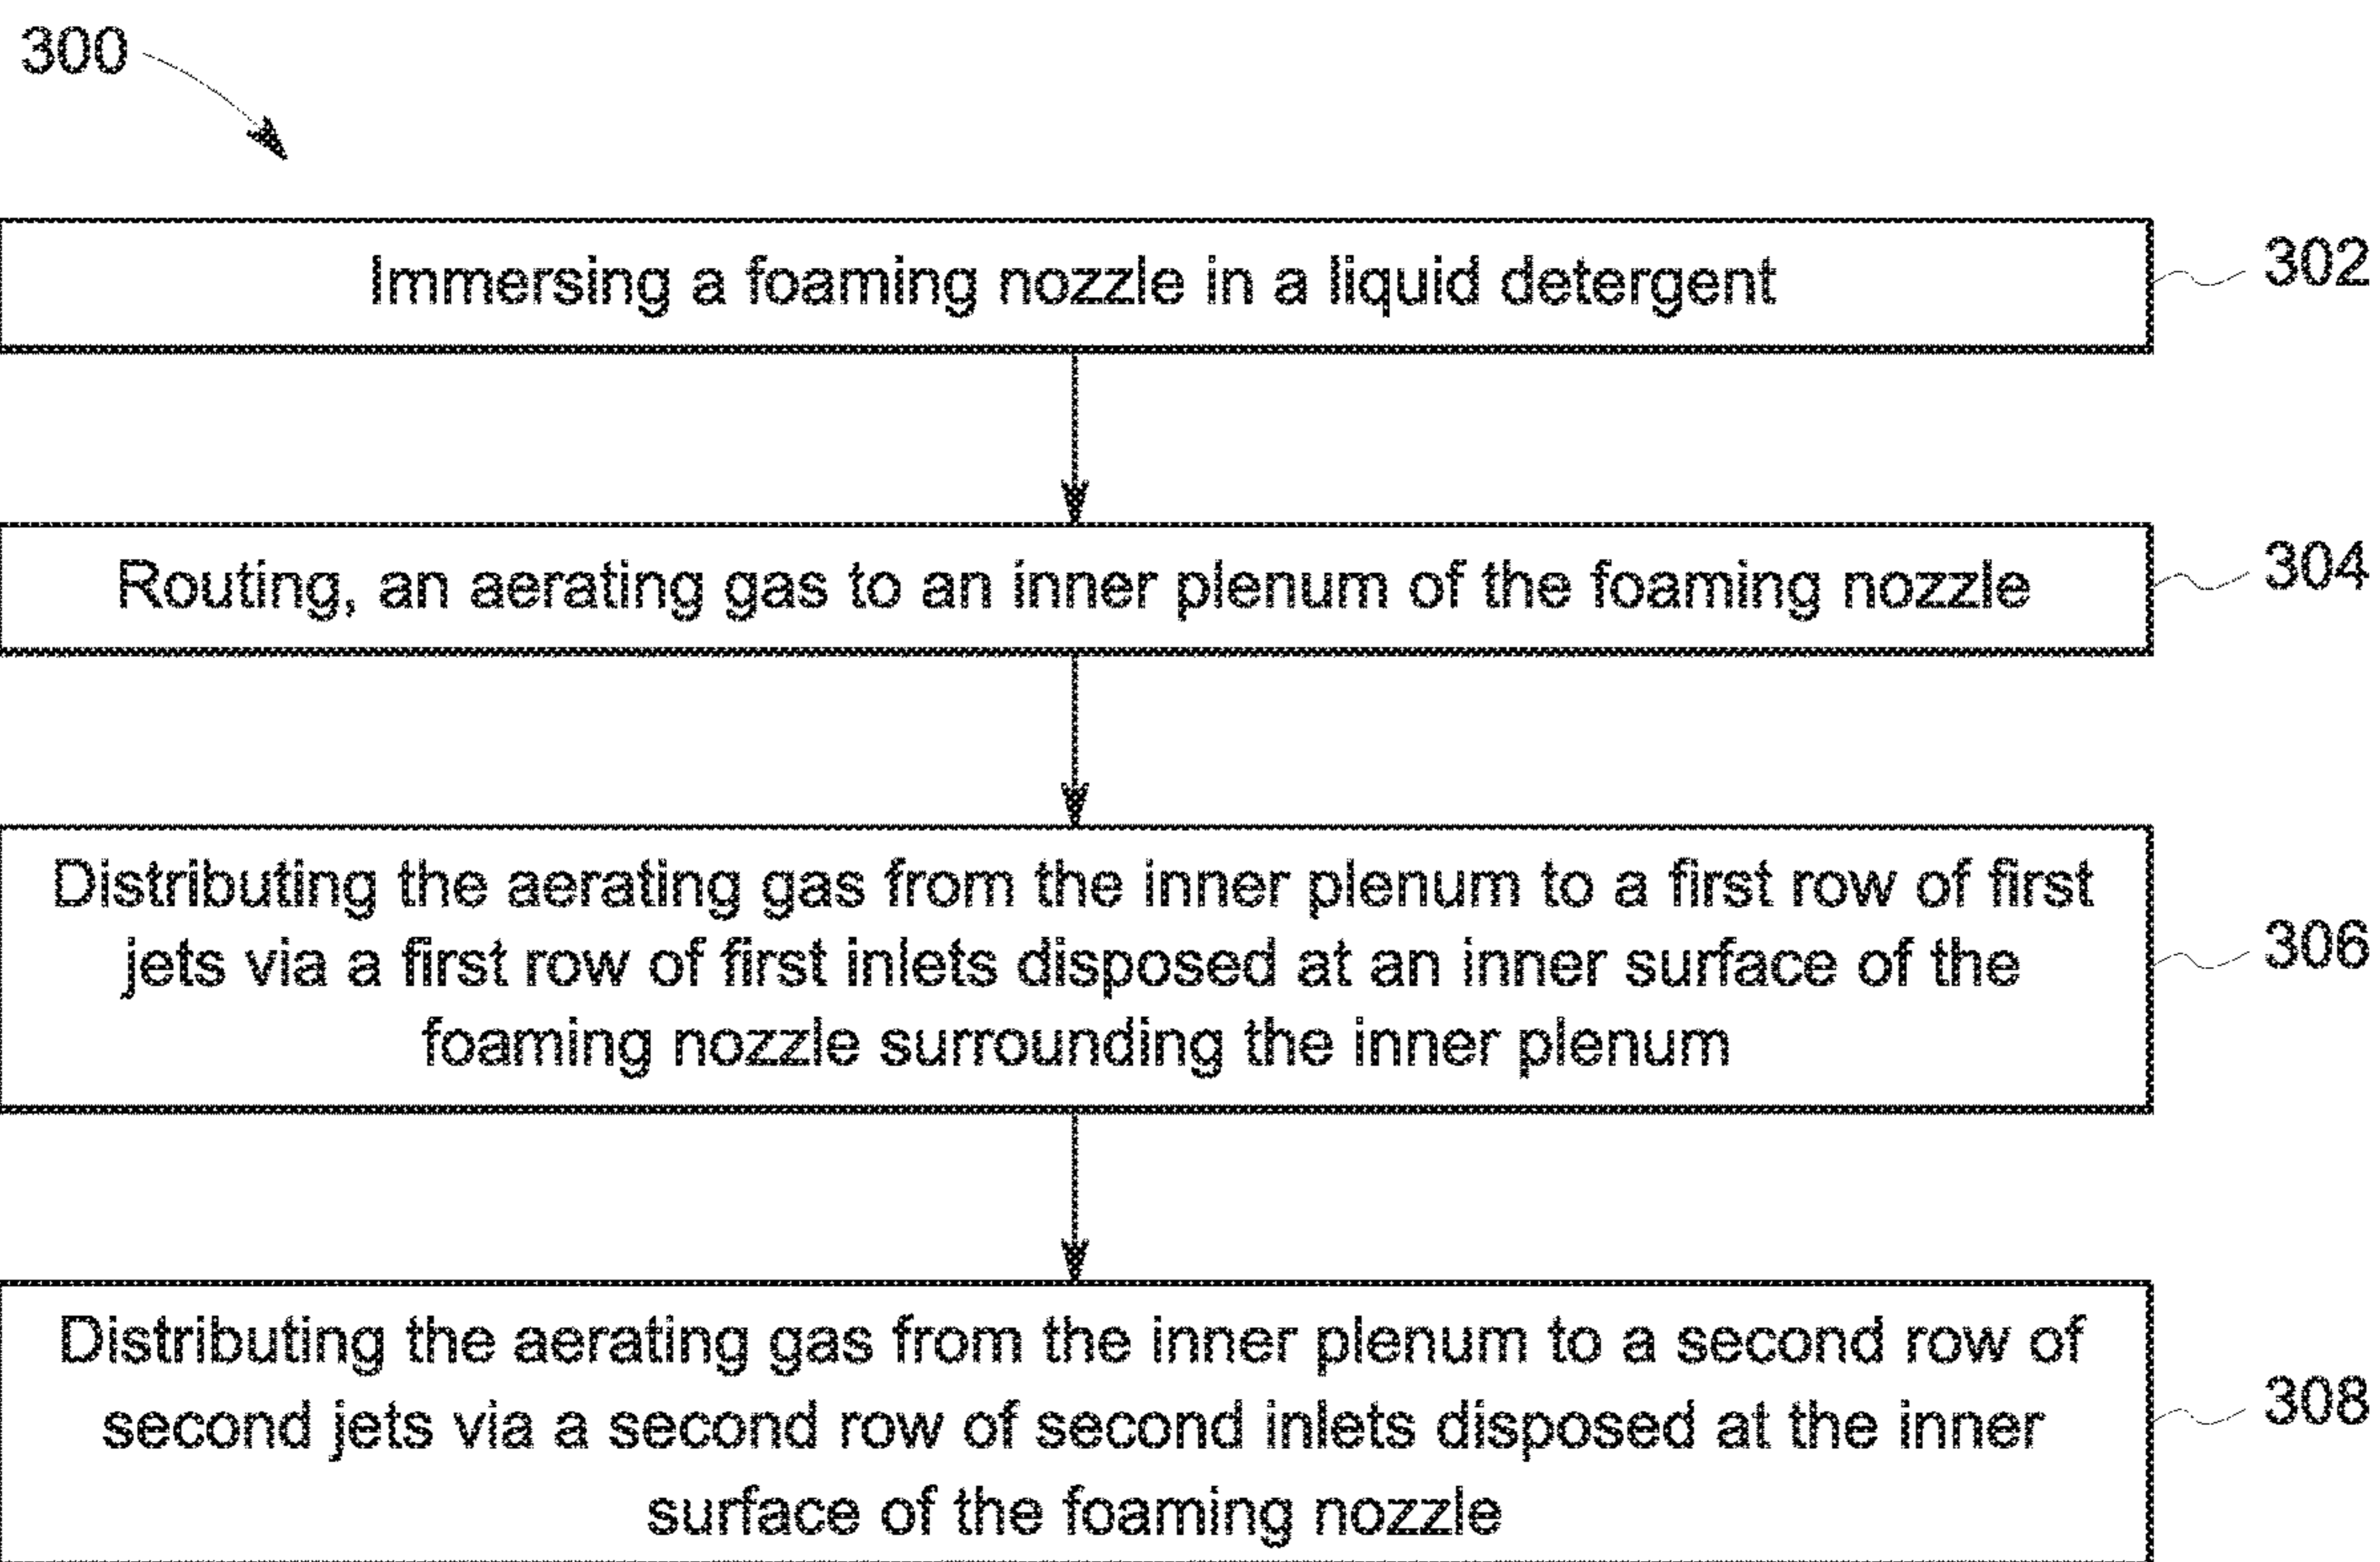 300
Immersing a foaming nozzle in a liquid detergent
302
Routing, an aerating gas to an inner plenum of the foaming nozzle
304
Distributing the aerating gas from the inner plenum to a first row of first
jets via a first row of first inlets disposed at an inner surface of the
foaming nozzle surrounding the inner plenum
306
Distributing the aerating gas from the inner plenum to a second row of
second jets via a second row of second inlets disposed at the inner
surface of the foaming nozzle
308